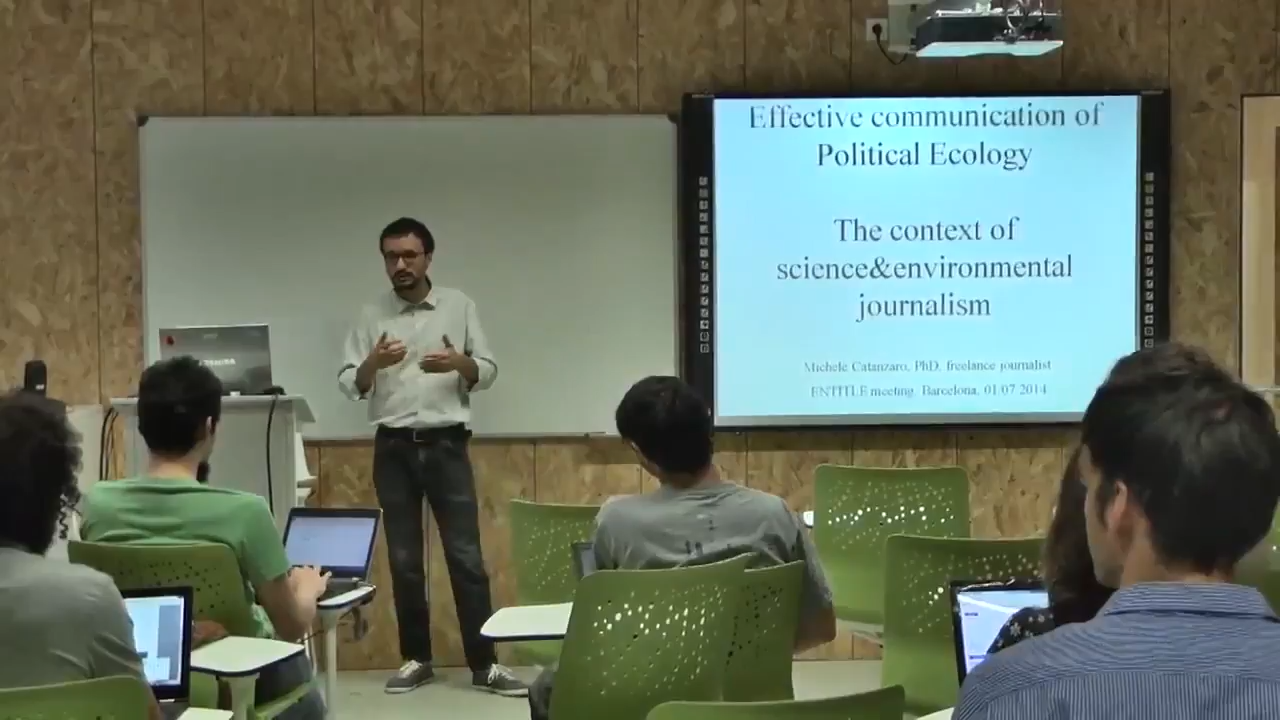 Effective communication of
Political Ecology
The context of
science&environmental
journalism
Michele Catanzaro, PhD, freelance journalist
ENTITLE meeting, Barcelona, 01.07.2014